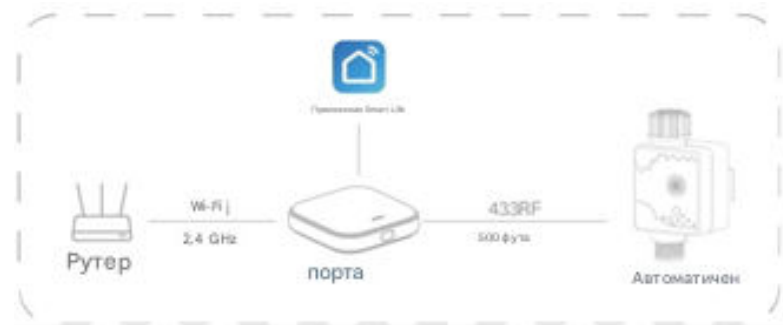 Приложение Smart Life
Wi-Fi
433RF
2,4 GHz
500 фута
Рутер
порта
Автоматичен